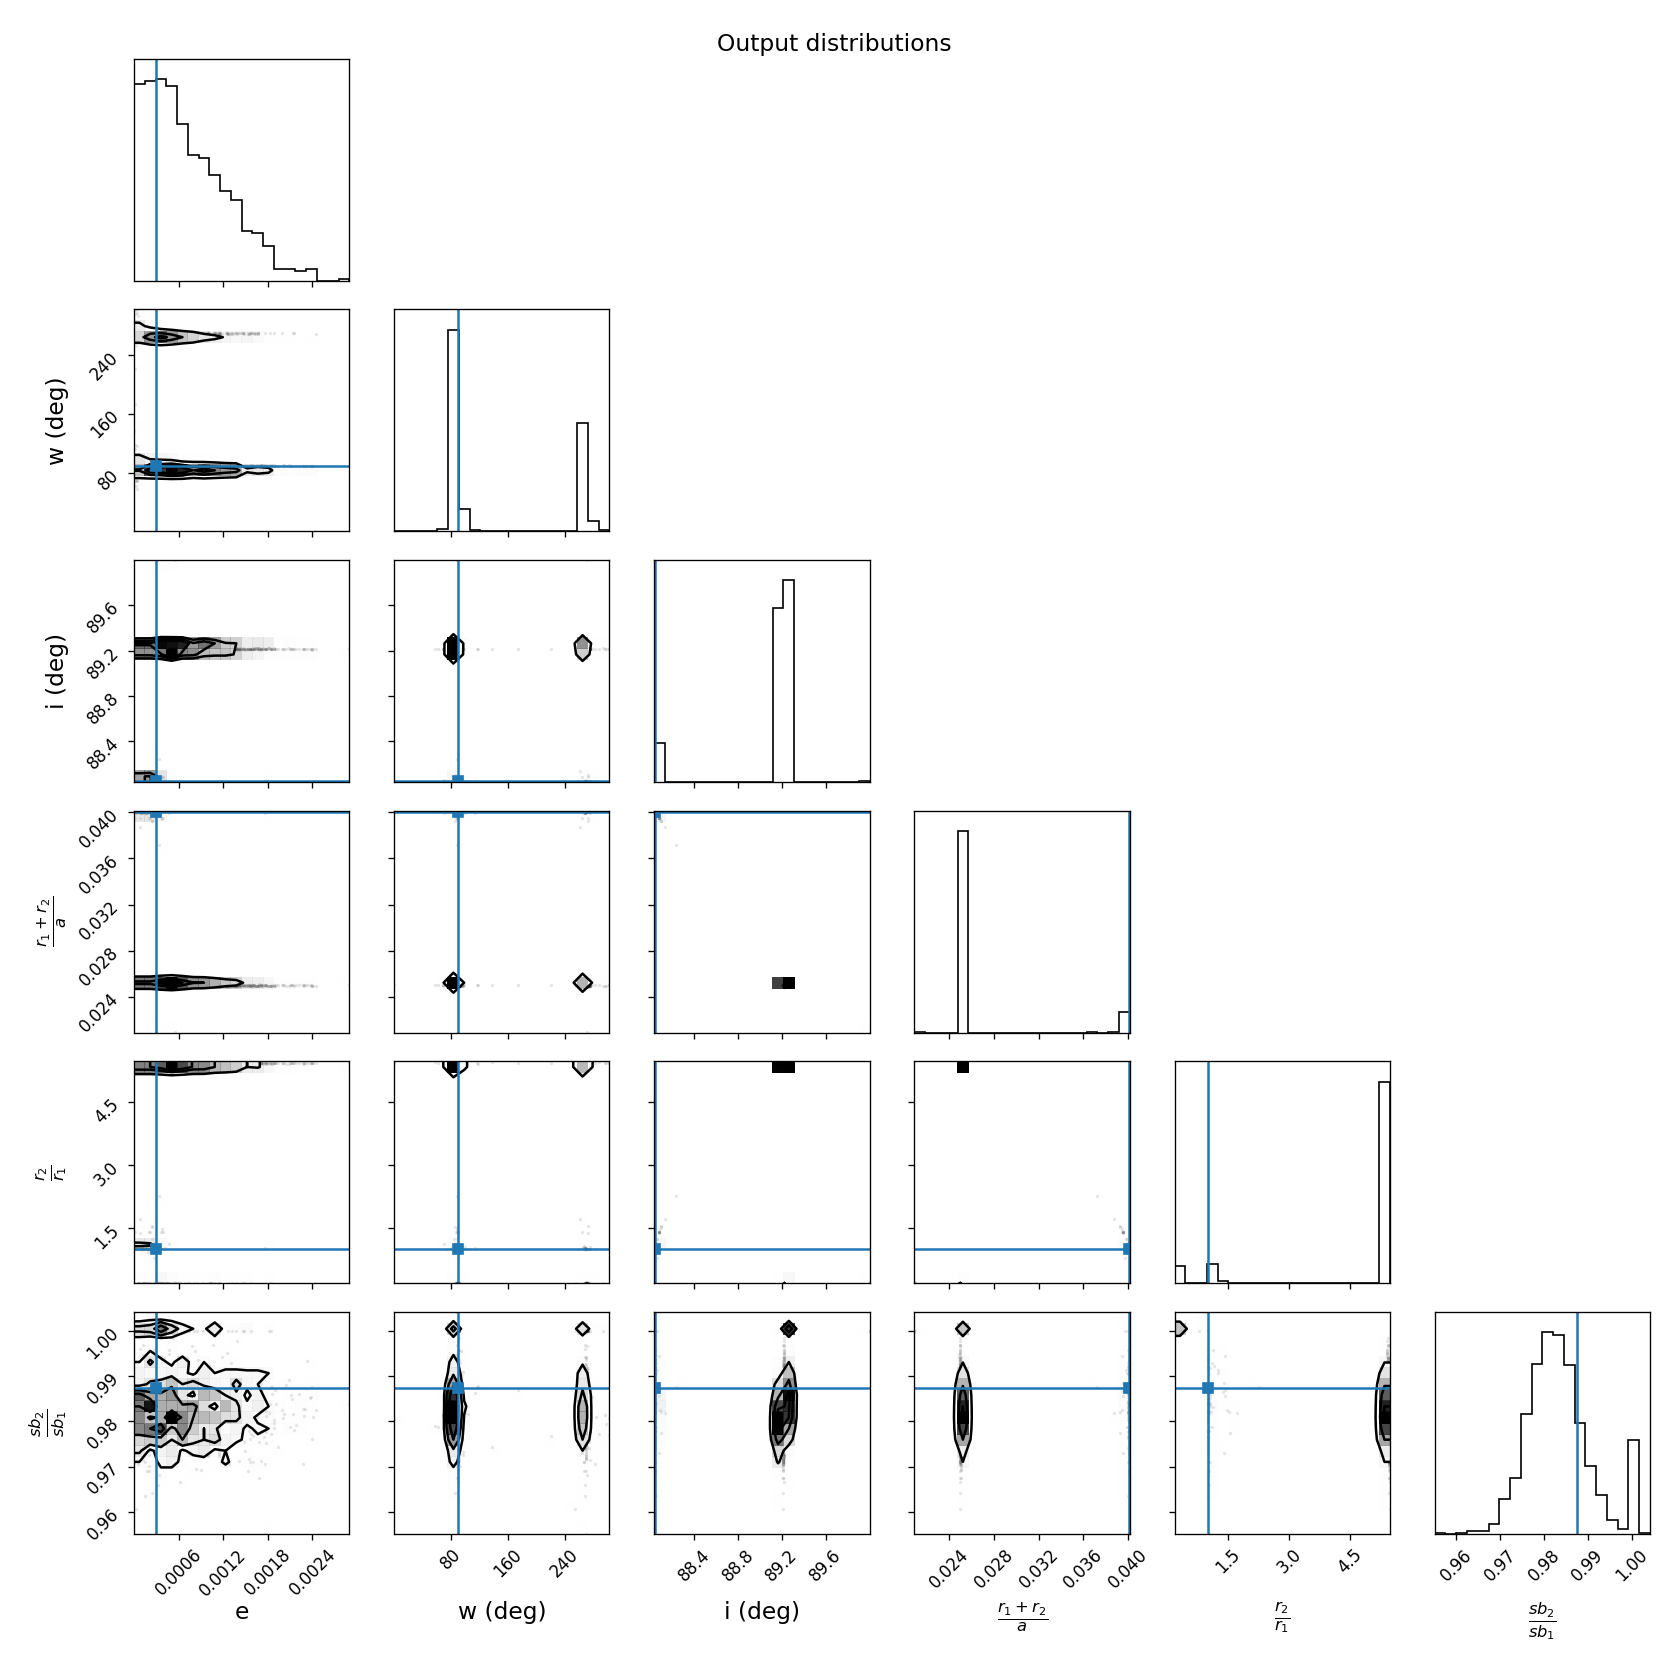 Output distributions
w (deg)
240
160
80
i (deg)
89.6
89.2
88.8
88.4
r₁ + r₂
a
0.040
0.036
0.032
0.028
0.024
r₂
r₁
4.5
3.0
1.5
sb₂
sb₁
1.00
0.99
0.98
0.97
0.96
0.0006 0.0012 0.0018 0.0024
80 160 240
88.4 88.8 89.2 89.6
0.024 0.028 0.032 0.036 0.040
1.5 3.0 4.5
0.96 0.97 0.98 0.99 1.00
e
w (deg)
i (deg)
r₁ + r₂
a
r₂
r₁
sb₂
sb₁